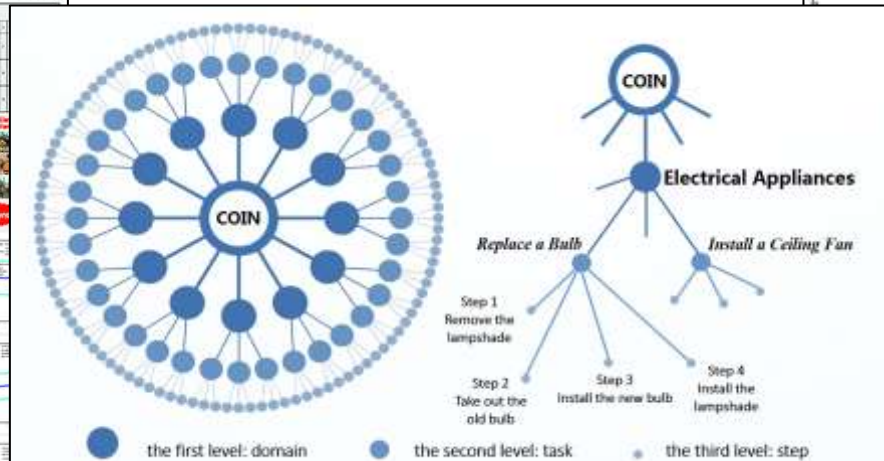 COIN
COIN
Electrical Appliances
Replace a Bulb
Install a Ceiling Fan
Step 1
Remove the
lampshade
Step 2
Take out the
old bulb
Step 3
Install the new bulb
Step 4
Install the
lampshade
the first level: domain
the second level: task
the third level: step